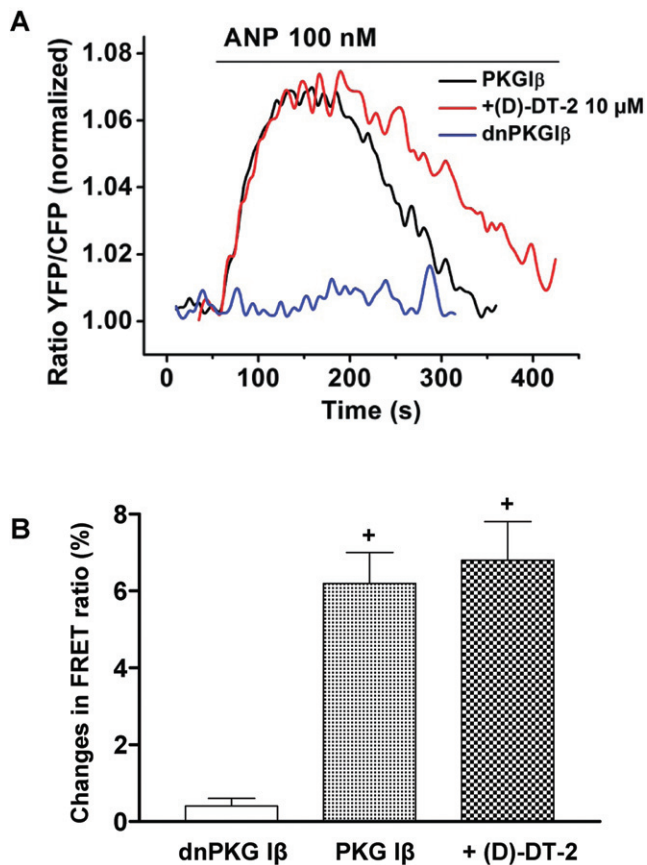 A
ANP 100 nM
PKGIβ
+(D)-DT-2 10 µM
dnPKGIβ
Ratio YFP/CFP (normalized)
1.08
1.06
1.04
1.02
1.00
0 100 200 300 400
Time (s)
B
Changes in FRET ratio (%)
8
6
4
2
0
+ +
dnPKG Iβ PKG Iβ + (D)-DT-2